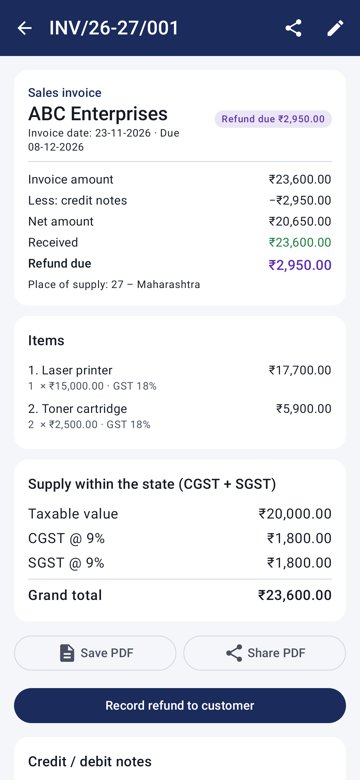 INV/26-27/001
Sales invoice
ABC Enterprises
Refund due ₹2,950.00
Invoice date: 23-11-2026 · Due
08-12-2026
Invoice amount ₹23,600.00
Less: credit notes −₹2,950.00
Net amount ₹20,650.00
Received ₹23,600.00
Refund due ₹2,950.00
Place of supply: 27 – Maharashtra
Items
1. Laser printer ₹17,700.00
1 × ₹15,000.00 · GST 18%
2. Toner cartridge ₹5,900.00
2 × ₹2,500.00 · GST 18%
Supply within the state (CGST + SGST)
Taxable value ₹20,000.00
CGST @ 9% ₹1,800.00
SGST @ 9% ₹1,800.00
Grand total ₹23,600.00
Save PDF Share PDF
Record refund to customer
Credit / debit notes